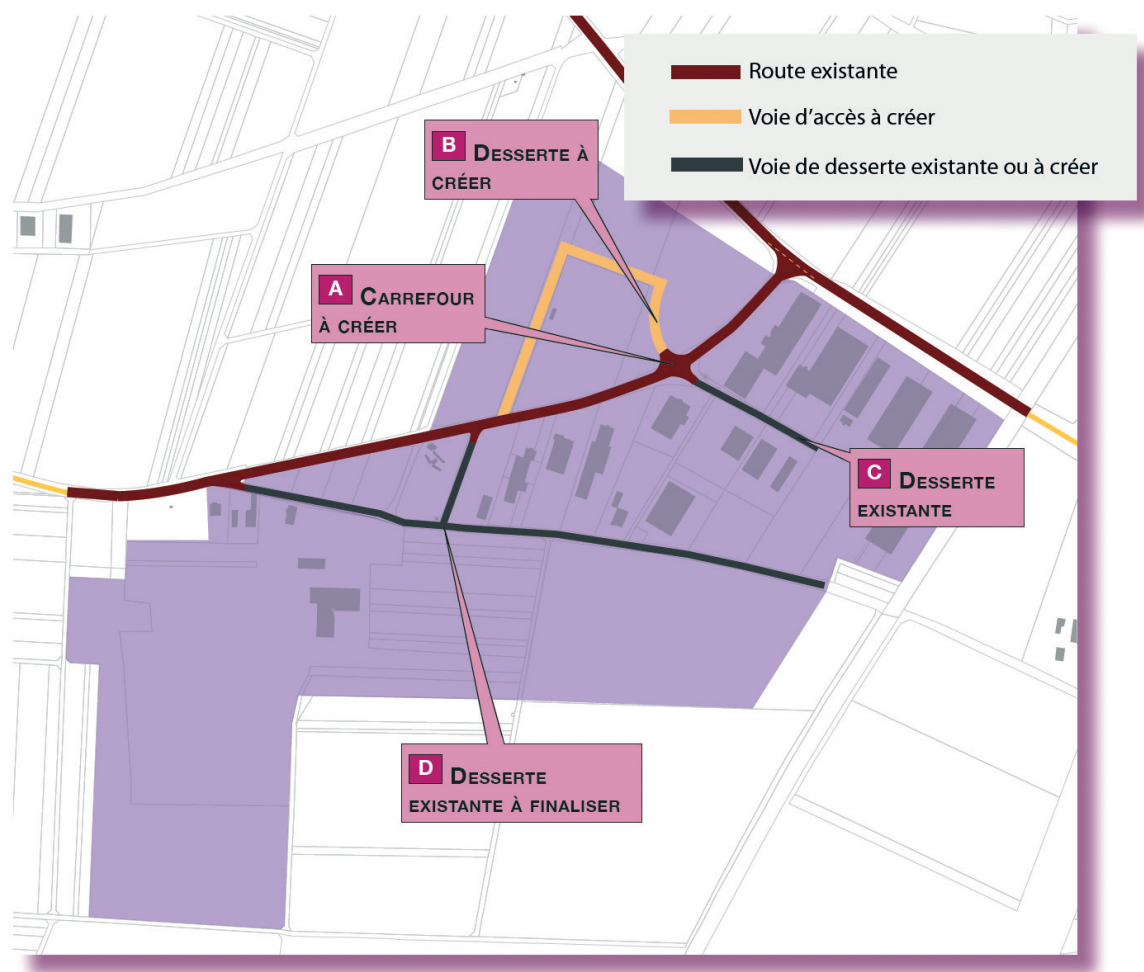 Route existante
Voie d'accès à créer
Voie de desserte existante ou à créer
B DESSERTE À
CRÉER
A CARREFOUR
À CRÉER
C DESSERTE
EXISTANTE
D DESSERTE
EXISTANTE À FINALISER